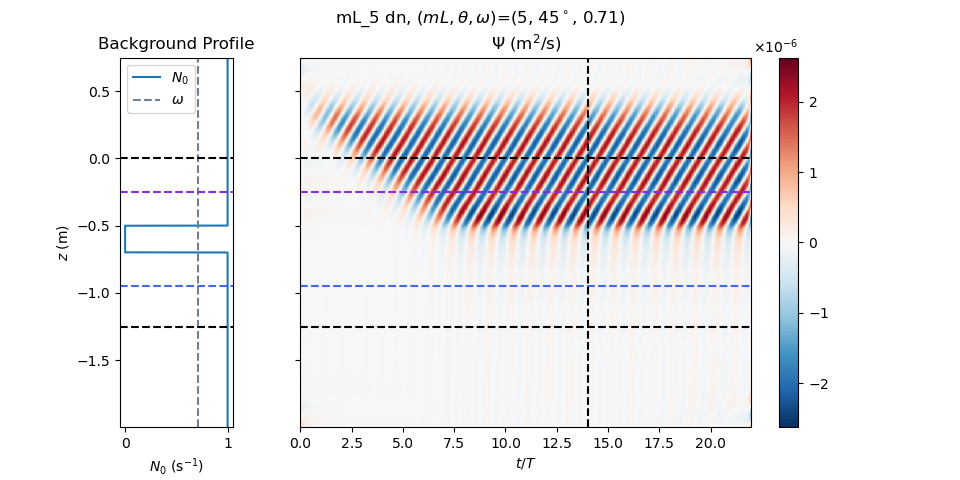 mL_5 dn, (mL, θ, ω)=(5, 45°, 0.71)
Background Profile
Ψ (m²/s)
×10⁻⁶
N₀
ω
0.5
0.0
−0.5
−1.0
−1.5
z (m)
0
1
N₀ (s⁻¹)
0.0
2.5
5.0
7.5
10.0
12.5
15.0
17.5
20.0
t/T
2
1
0
−1
−2